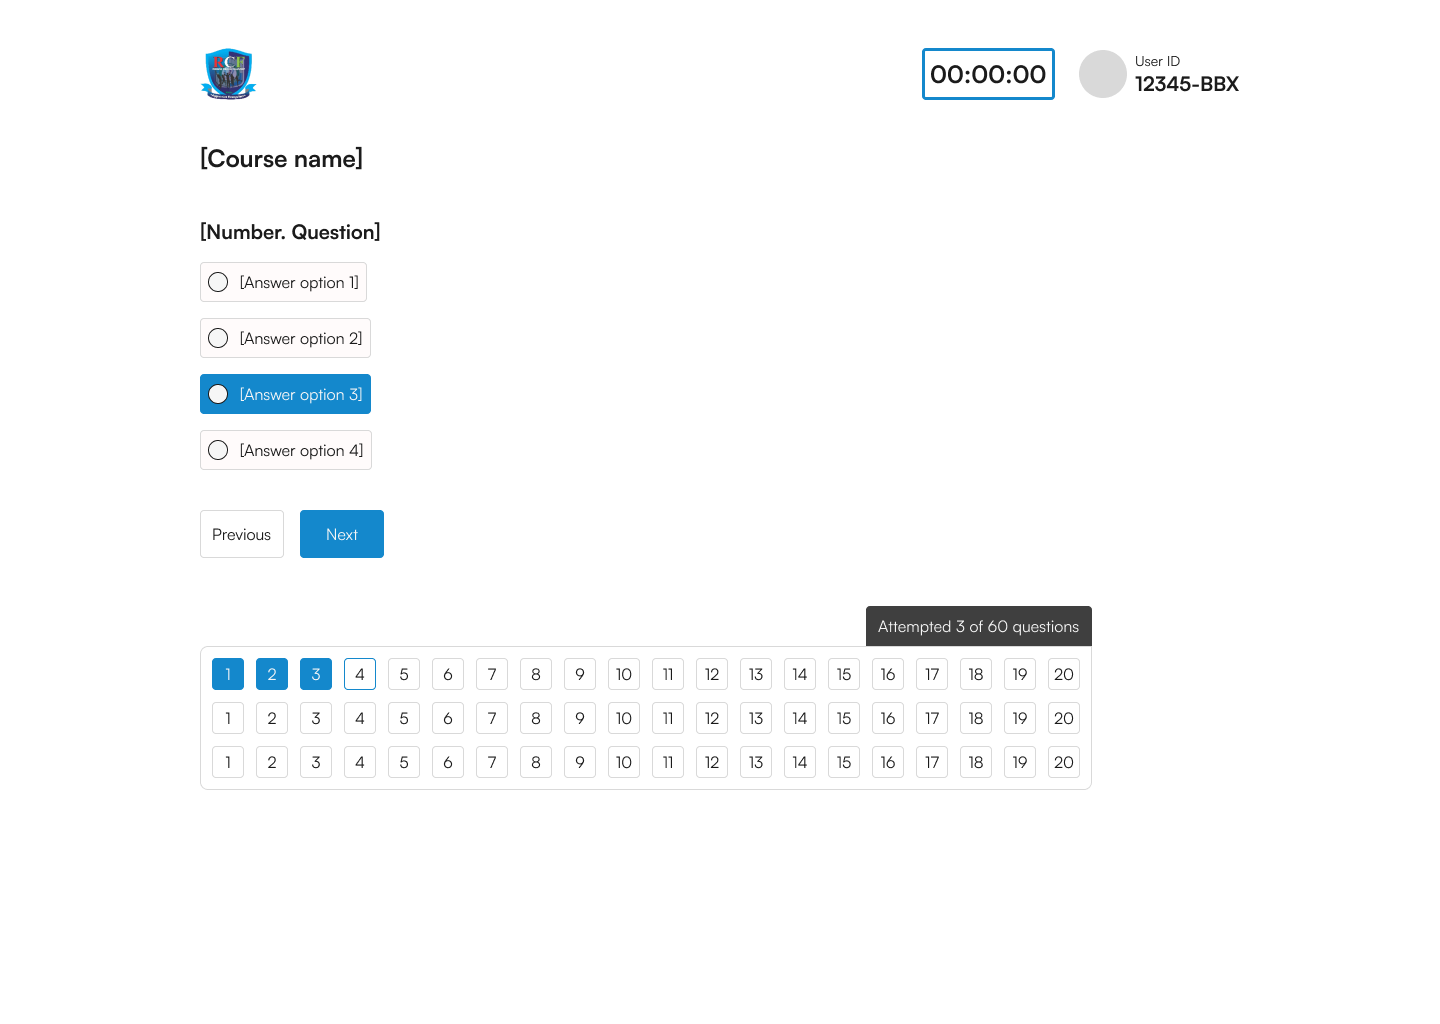 RCF
00:00:00
User ID
12345-BBX
[Course name]
[Number. Question]
[Answer option 1]
[Answer option 2]
[Answer option 3]
[Answer option 4]
Previous Next
Attempted 3 of 60 questions
1 2 3 4 5 6 7 8 9 10 11 12 13 14 15 16 17 18 19 20
1 2 3 4 5 6 7 8 9 10 11 12 13 14 15 16 17 18 19 20
1 2 3 4 5 6 7 8 9 10 11 12 13 14 15 16 17 18 19 20